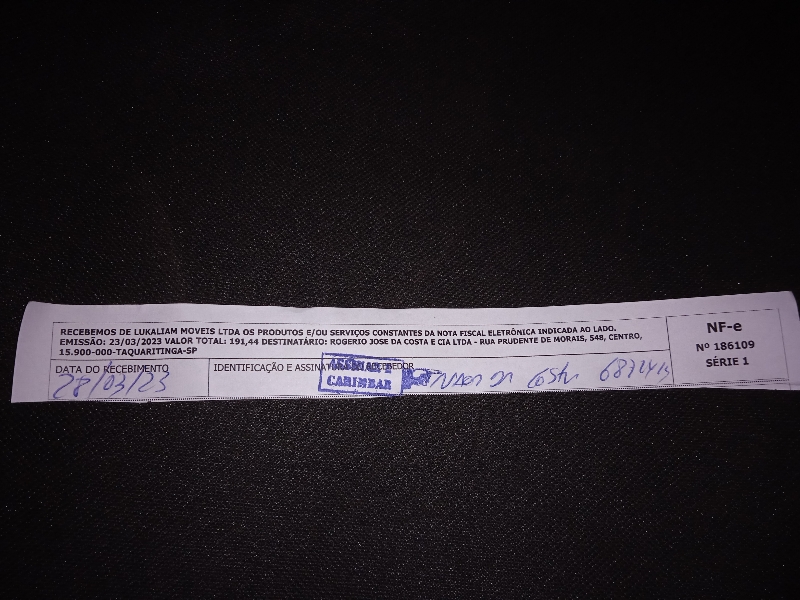 RECEBEMOS DE LUKALIAM MOVEIS LTDA OS PRODUTOS E/OU SERVIÇOS CONSTANTES DA NOTA FISCAL ELETRÔNICA INDICADA AO LADO.
EMISSÃO: 23/03/2023 VALOR TOTAL: 191,44 DESTINATÁRIO: ROGERIO JOSE DA COSTA E CIA LTDA - RUA PRUDENTE DE MORAIS, 548, CENTRO,
15.900-000-TAQUARITINGA-SP
NF-e
Nº 186109
SÉRIE 1
DATA DO RECEBIMENTO
28/03/23
IDENTIFICAÇÃO E ASSINATURA DO RECEBEDOR
CARIMBAR
Costa